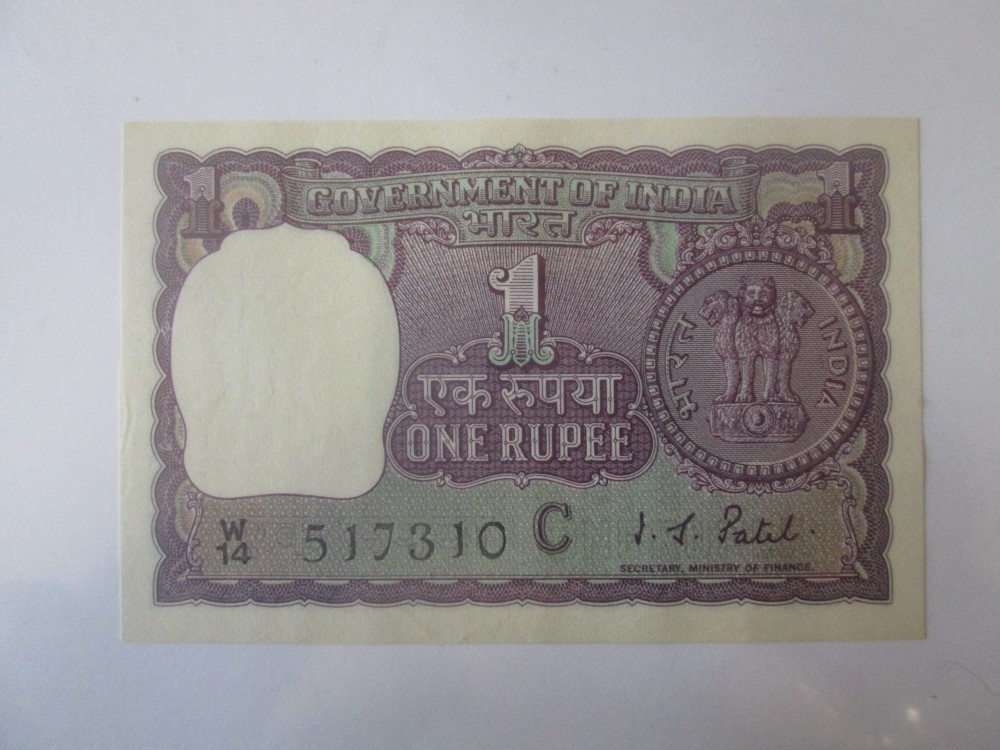 1 GOVERNMENT OF INDIA 1
भारत
1
एक रुपया
ONE RUPEE
भारत INDIA
W/14 517310 C
I. J. Patel.
SECRETARY, MINISTRY OF FINANCE.